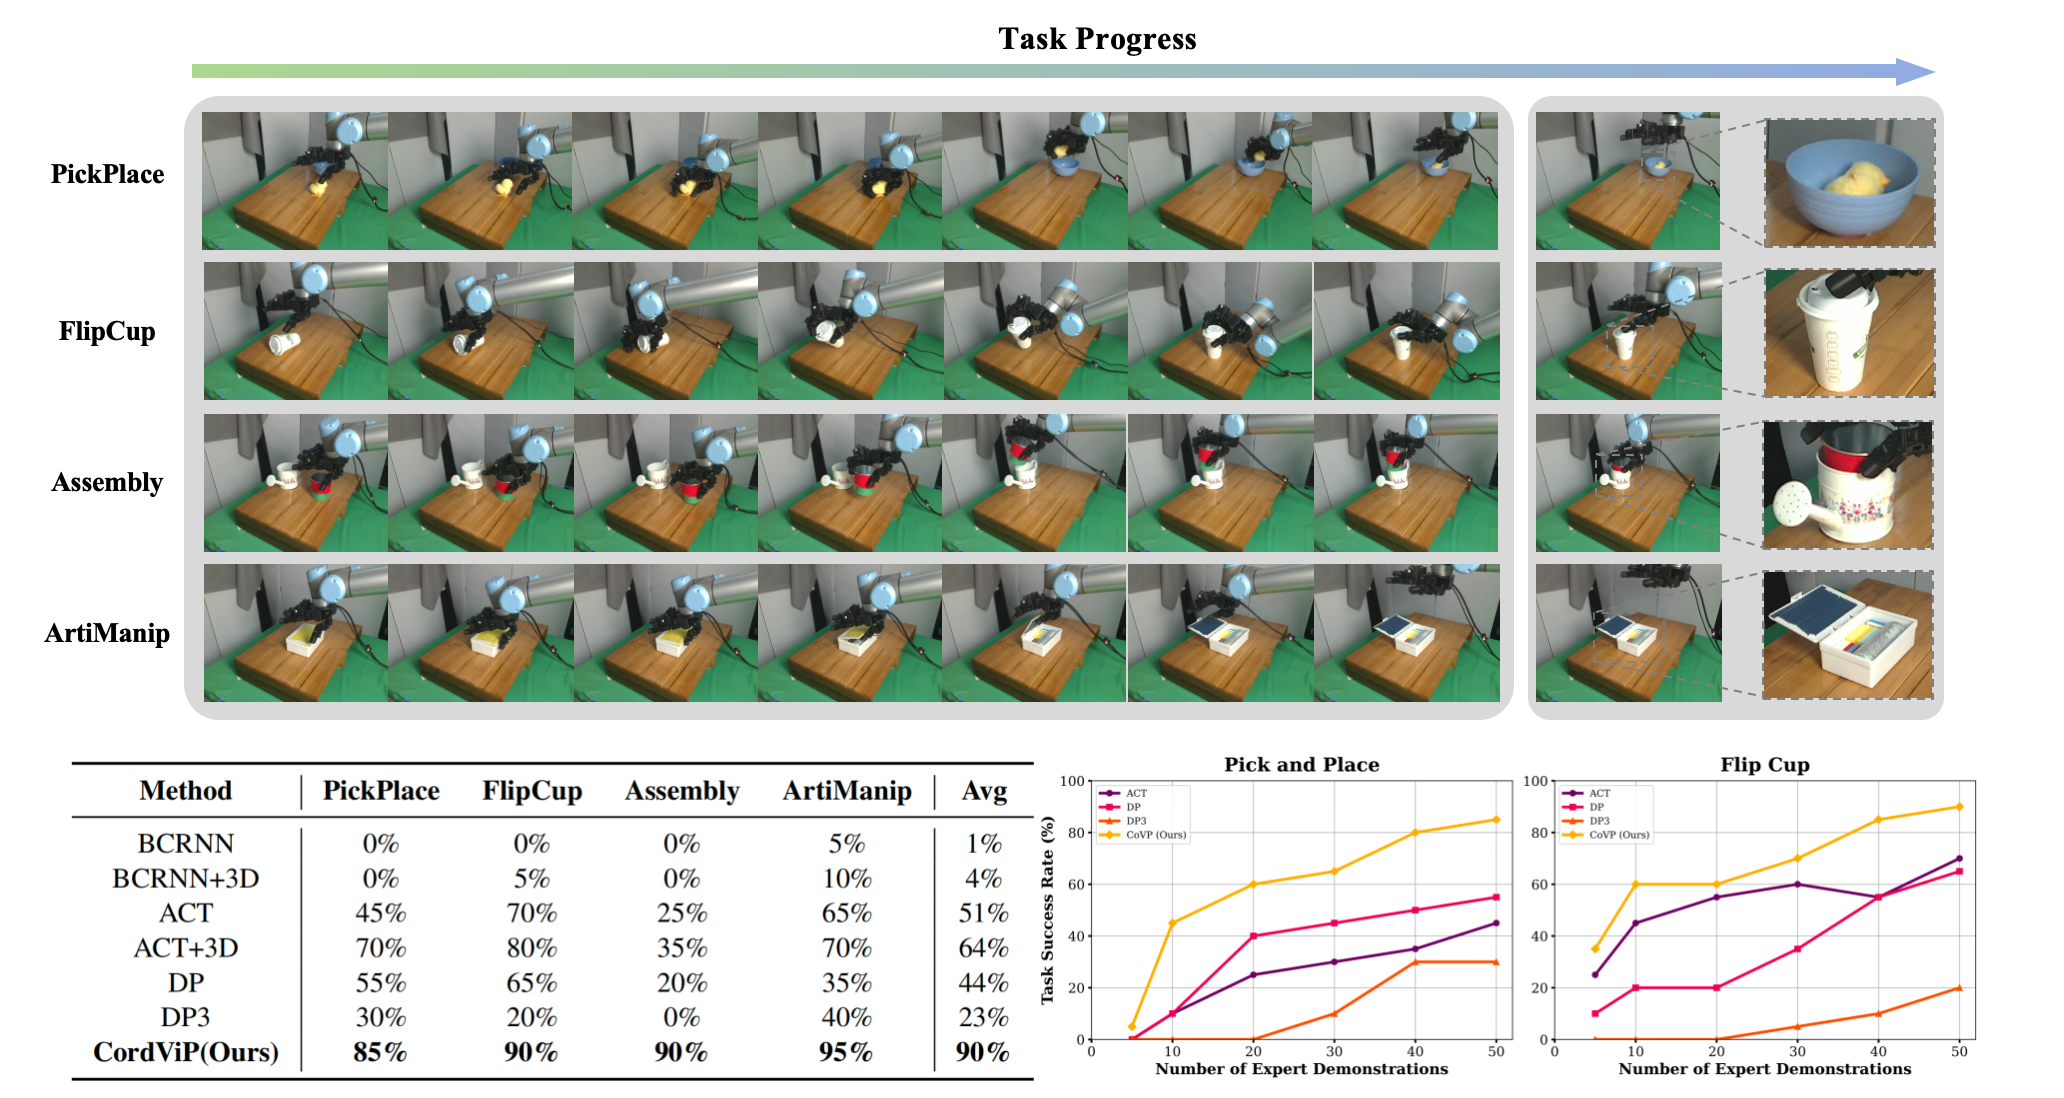 Task Progress
PickPlace
FlipCup
Assembly
ArtiManip
Method PickPlace FlipCup Assembly ArtiManip Avg
BCRNN 0% 0% 0% 5% 1%
BCRNN+3D 0% 5% 0% 10% 4%
ACT 45% 70% 25% 65% 51%
ACT+3D 70% 80% 35% 70% 64%
DP 55% 65% 20% 35% 44%
DP3 30% 20% 0% 40% 23%
CordViP(Ours) 85% 90% 90% 95% 90%
Pick and Place
ACT
DP
DP3
CoVP (Ours)
Task Success Rate (%)
100
80
60
40
20
0
0 10 20 30 40 50
Number of Expert Demonstrations
Flip Cup
ACT
DP
DP3
CoVP (Ours)
100
80
60
40
20
0
0 10 20 30 40 50
Number of Expert Demonstrations